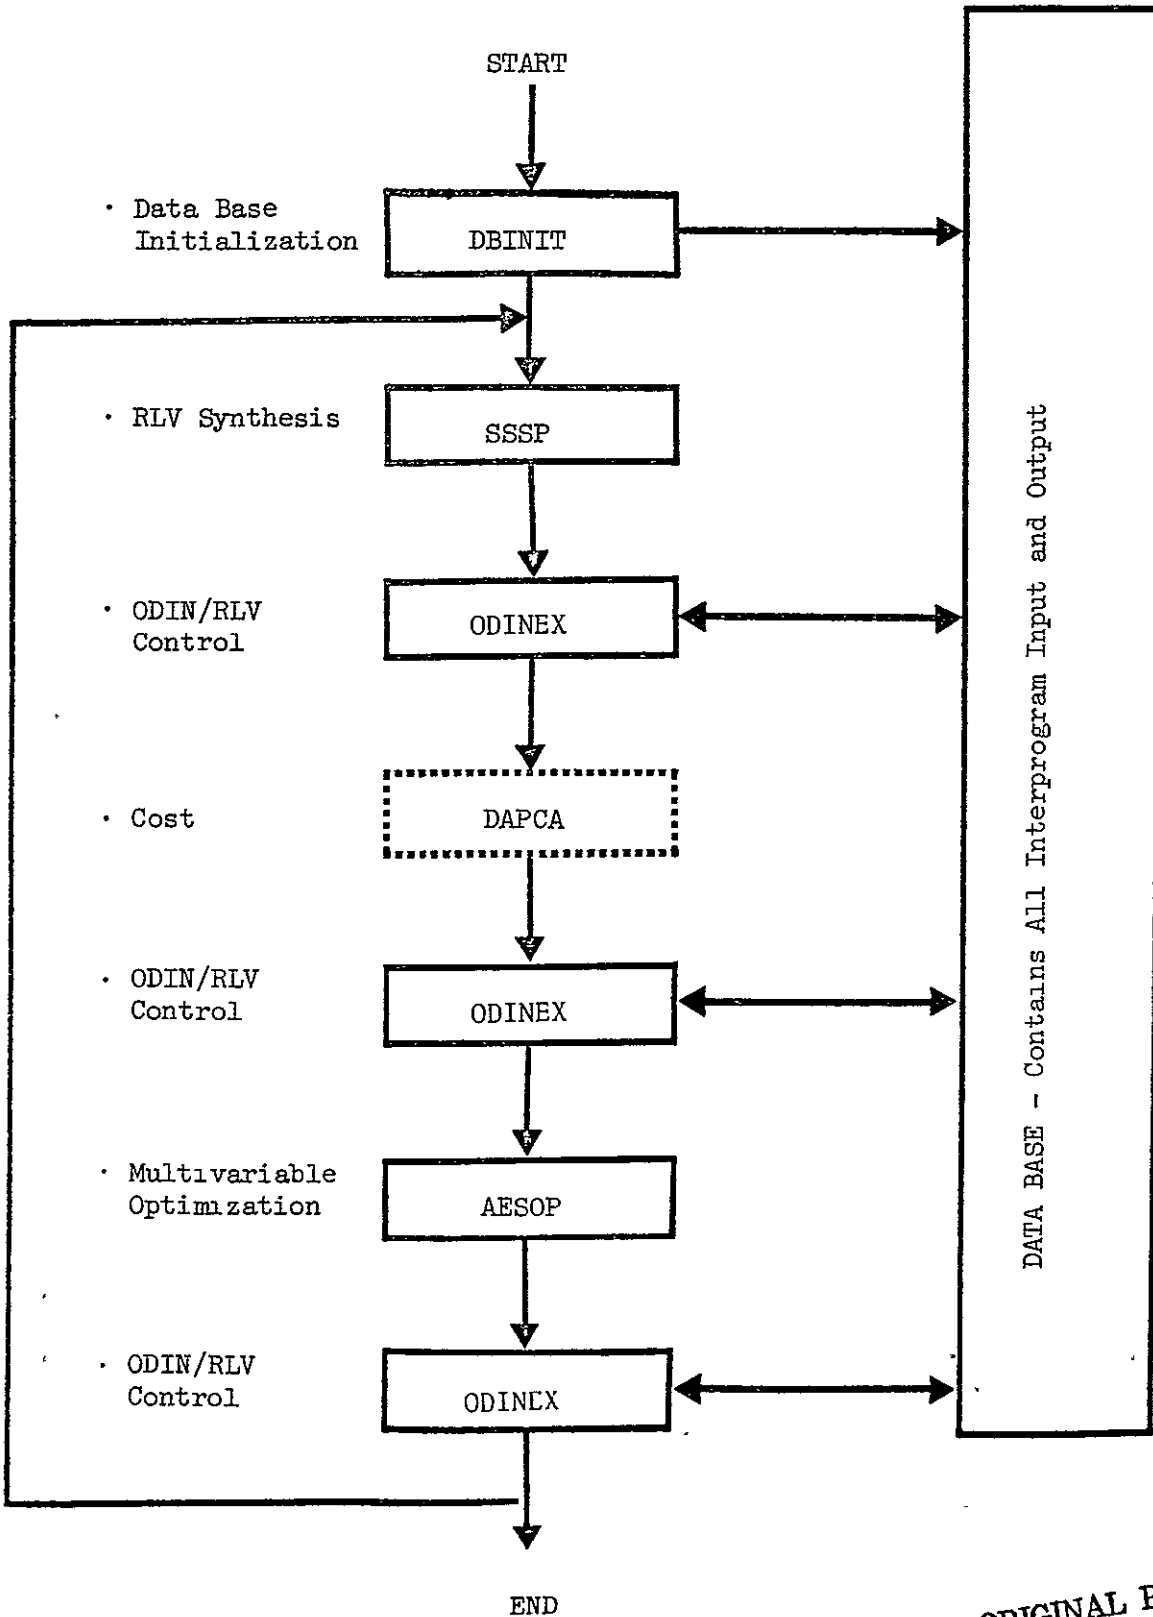 START
· Data Base
Initialization
DBINIT
· RLV Synthesis
SSSP
· ODIN/RLV
Control
ODINEX
· Cost
DAPCA
· ODIN/RLV
Control
ODINEX
· Multivariable
Optimization
AESOP
· ODIN/RLV
Control
ODINEX
END
DATA BASE - Contains All Interprogram Input and Output
ORIGINAL P